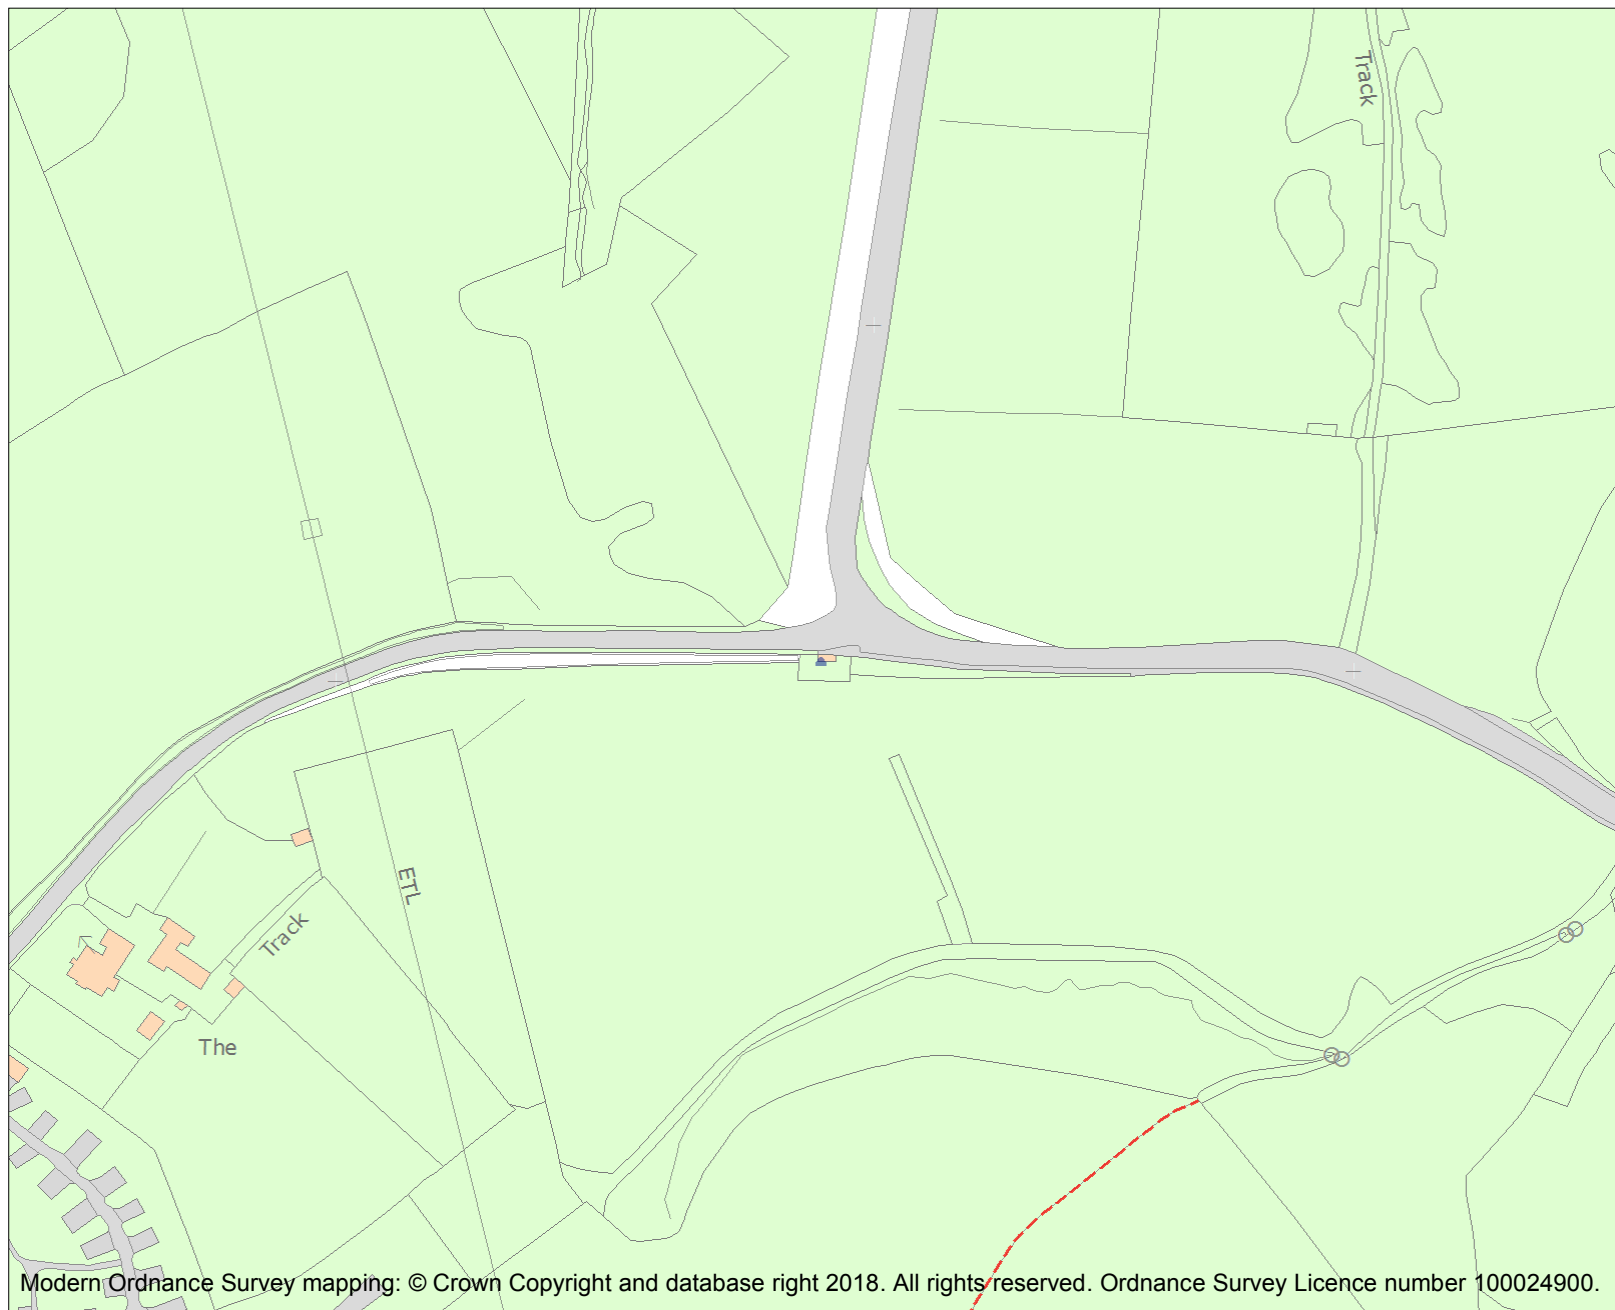 Track
ETL
Track
The
Modern Ordnance Survey mapping: © Crown Copyright and database right 2018. All rights reserved. Ordnance Survey Licence number 100024900.